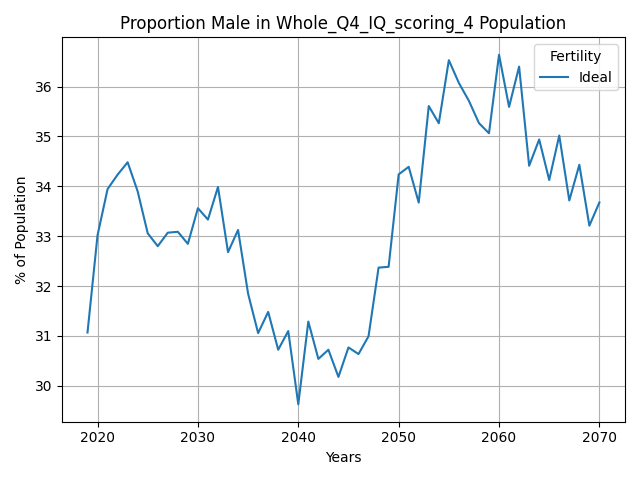 Proportion Male in Whole_Q4_IQ_scoring_4 Population
Fertility
Ideal
% of Population
36
35
34
33
32
31
30
2020 2030 2040 2050 2060 2070
Years